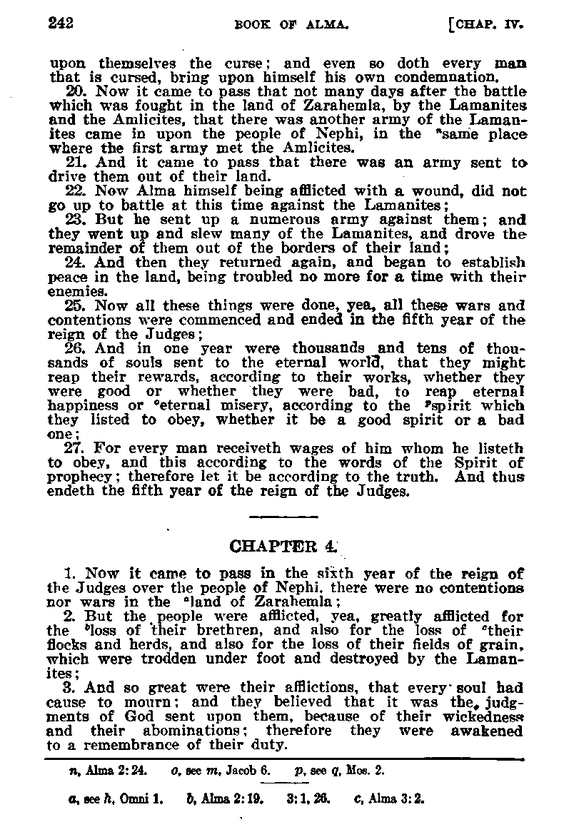 242 BOOK OF ALMA. [CHAP. IV.
upon themselves the curse; and even so doth every man
that is cursed, bring upon himself his own condemnation.
20. Now it came to pass that not many days after the battle
which was fought in the land of Zarahemla, by the Lamanites
and the Amlicites, that there was another army of the Laman-
ites came in upon the people of Nephi, in the ⁿsame place
where the first army met the Amlicites.
21. And it came to pass that there was an army sent to
drive them out of their land.
22. Now Alma himself being afflicted with a wound, did not
go up to battle at this time against the Lamanites;
23. But he sent up a numerous army against them; and
they went up and slew many of the Lamanites, and drove the
remainder of them out of the borders of their land;
24. And then they returned again, and began to establish
peace in the land, being troubled no more for a time with their
enemies.
25. Now all these things were done, yea, all these wars and
contentions were commenced and ended in the fifth year of the
reign of the Judges;
26. And in one year were thousands and tens of thou-
sands of souls sent to the eternal world, that they might
reap their rewards, according to their works, whether they
were good or whether they were bad, to reap eternal
happiness or ᵒeternal misery, according to the ᵖspirit which
they listed to obey, whether it be a good spirit or a bad
one;
27. For every man receiveth wages of him whom he listeth
to obey, and this according to the words of the Spirit of
prophecy; therefore let it be according to the truth. And thus
endeth the fifth year of the reign of the Judges.
CHAPTER 4.
1. Now it came to pass in the sixth year of the reign of
the Judges over the people of Nephi, there were no contentions
nor wars in the ᵃland of Zarahemla;
2. But the people were afflicted, yea, greatly afflicted for
the ᵇloss of their brethren, and also for the loss of ᶜtheir
flocks and herds, and also for the loss of their fields of grain,
which were trodden under foot and destroyed by the Laman-
ites;
3. And so great were their afflictions, that every soul had
cause to mourn; and they believed that it was the judg-
ments of God sent upon them, because of their wickedness
and their abominations; therefore they were awakened
to a remembrance of their duty.
n, Alma 2:24. o, see m, Jacob 6. p, see q, Mos. 2.
a, see h, Omni 1. b, Alma 2:19. 3:1, 26. c, Alma 3:2.